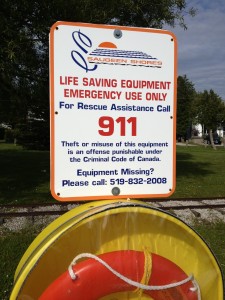 SAUGEEN SHORES
LIFE SAVING EQUIPMENT
EMERGENCY USE ONLY
For Rescue Assistance Call
911
Theft or misuse of this equipment
is an offense punishable under
the Criminal Code of Canada.
Equipment Missing?
Please call: 519-832-2008